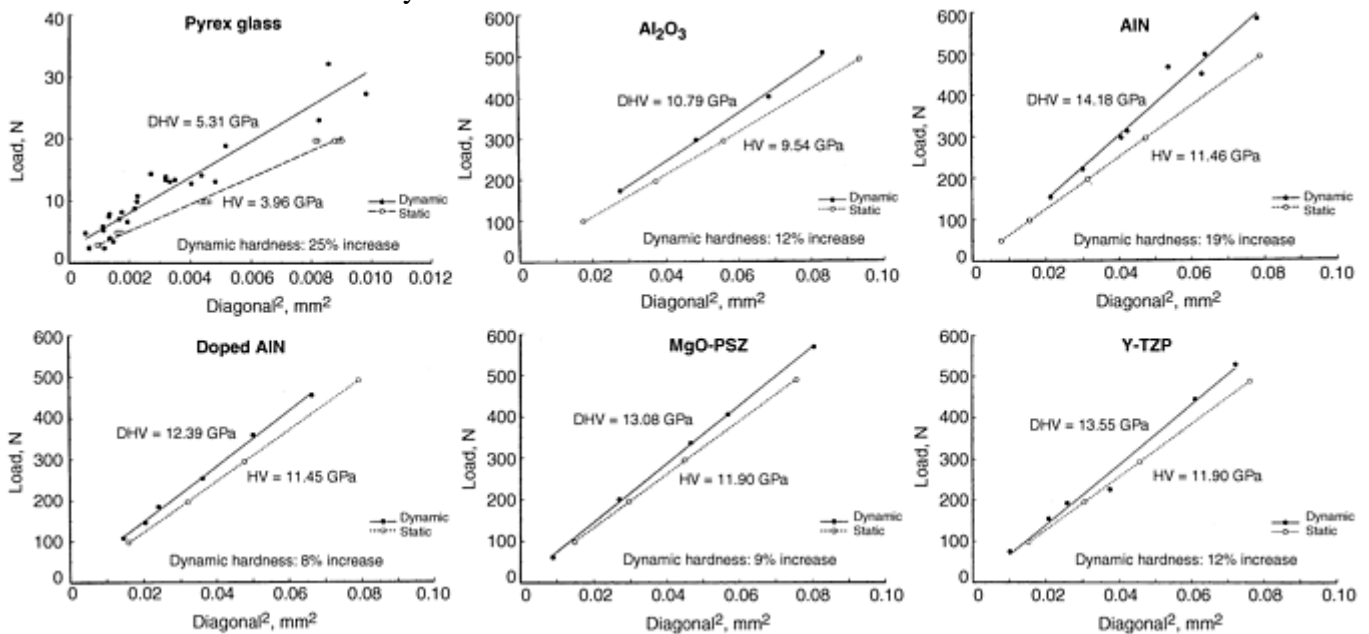 Pyrex glass
40
30
20
10
0
Load, N
DHV = 5.31 GPa
HV = 3.96 GPa
Dynamic
Static
Dynamic hardness: 25% increase
0 0.002 0.004 0.006 0.008 0.010 0.012
Diagonal², mm²
Al₂O₃
600
500
400
300
200
100
0
Load, N
DHV = 10.79 GPa
HV = 9.54 GPa
Dynamic
Static
Dynamic hardness: 12% increase
0 0.02 0.04 0.06 0.08 0.10
Diagonal², mm²
AlN
600
500
400
300
200
100
0
Load, N
DHV = 14.18 GPa
HV = 11.46 GPa
Dynamic
Static
Dynamic hardness: 19% increase
0 0.02 0.04 0.06 0.08 0.10
Diagonal², mm²
Doped AlN
600
500
400
300
200
100
0
Load, N
DHV = 12.39 GPa
HV = 11.45 GPa
Dynamic
Static
Dynamic hardness: 8% increase
0 0.02 0.04 0.06 0.08 0.10
Diagonal², mm²
MgO-PSZ
600
500
400
300
200
100
0
Load, N
DHV = 13.08 GPa
HV = 11.90 GPa
Dynamic
Static
Dynamic hardness: 9% increase
0 0.02 0.04 0.06 0.08 0.10
Diagonal², mm²
Y-TZP
600
500
400
300
200
100
0
Load, N
DHV = 13.55 GPa
HV = 11.90 GPa
Dynamic
Static
Dynamic hardness: 12% increase
0 0.02 0.04 0.06 0.08 0.10
Diagonal², mm²